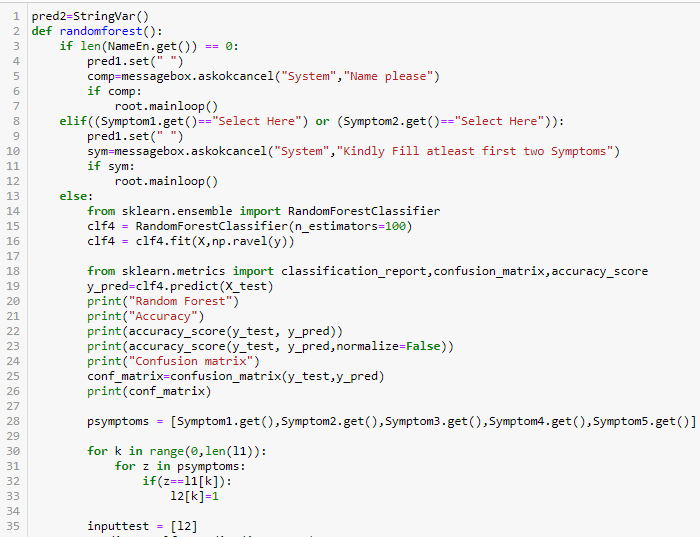 1 pred2=StringVar()
2 def randomforest():
3     if len(NameEn.get()) == 0:
4         pred1.set(" ")
5         comp=messagebox.askokcancel("System","Name please")
6         if comp:
7             root.mainloop()
8     elif((Symptom1.get()=="Select Here") or (Symptom2.get()=="Select Here")):
9         pred1.set(" ")
10         sym=messagebox.askokcancel("System","Kindly Fill atleast first two Symptoms")
11         if sym:
12             root.mainloop()
13     else:
14         from sklearn.ensemble import RandomForestClassifier
15         clf4 = RandomForestClassifier(n_estimators=100)
16         clf4 = clf4.fit(X,np.ravel(y))
17
18         from sklearn.metrics import classification_report,confusion_matrix,accuracy_score
19         y_pred=clf4.predict(X_test)
20         print("Random Forest")
21         print("Accuracy")
22         print(accuracy_score(y_test, y_pred))
23         print(accuracy_score(y_test, y_pred,normalize=False))
24         print("Confusion matrix")
25         conf_matrix=confusion_matrix(y_test,y_pred)
26         print(conf_matrix)
27
28         psymptoms = [Symptom1.get(),Symptom2.get(),Symptom3.get(),Symptom4.get(),Symptom5.get()]
29
30         for k in range(0,len(l1)):
31             for z in psymptoms:
32                 if(z==l1[k]):
33                     l2[k]=1
34
35         inputtest = [l2]